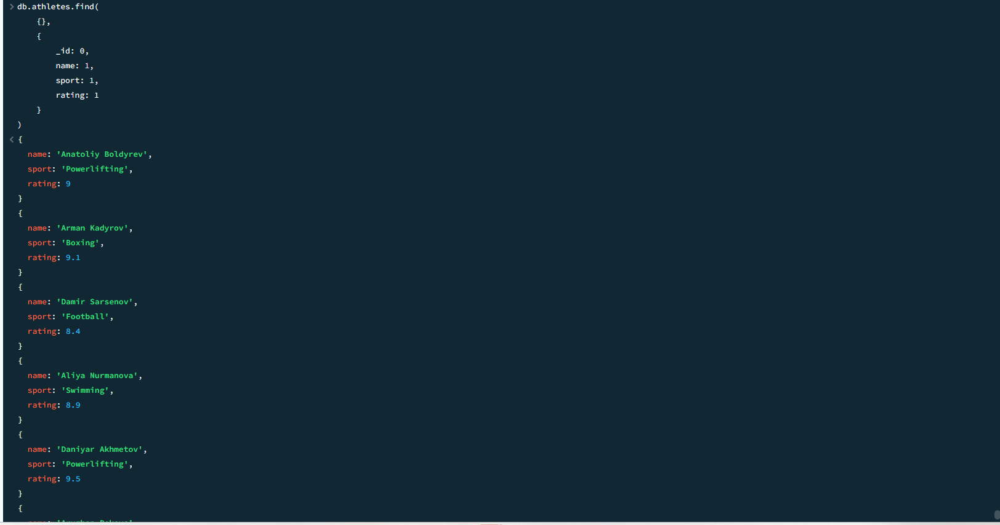 > db.athletes.find(
{},
{
_id: 0,
name: 1,
sport: 1,
rating: 1
}
)
< {
name: 'Anatoliy Boldyrev',
sport: 'Powerlifting',
rating: 9
}
{
name: 'Arman Kadyrov',
sport: 'Boxing',
rating: 9.1
}
{
name: 'Damir Sarsenov',
sport: 'Football',
rating: 8.4
}
{
name: 'Aliya Nurmanova',
sport: 'Swimming',
rating: 8.9
}
{
name: 'Daniyar Akhmetov',
sport: 'Powerlifting',
rating: 9.5
}
{